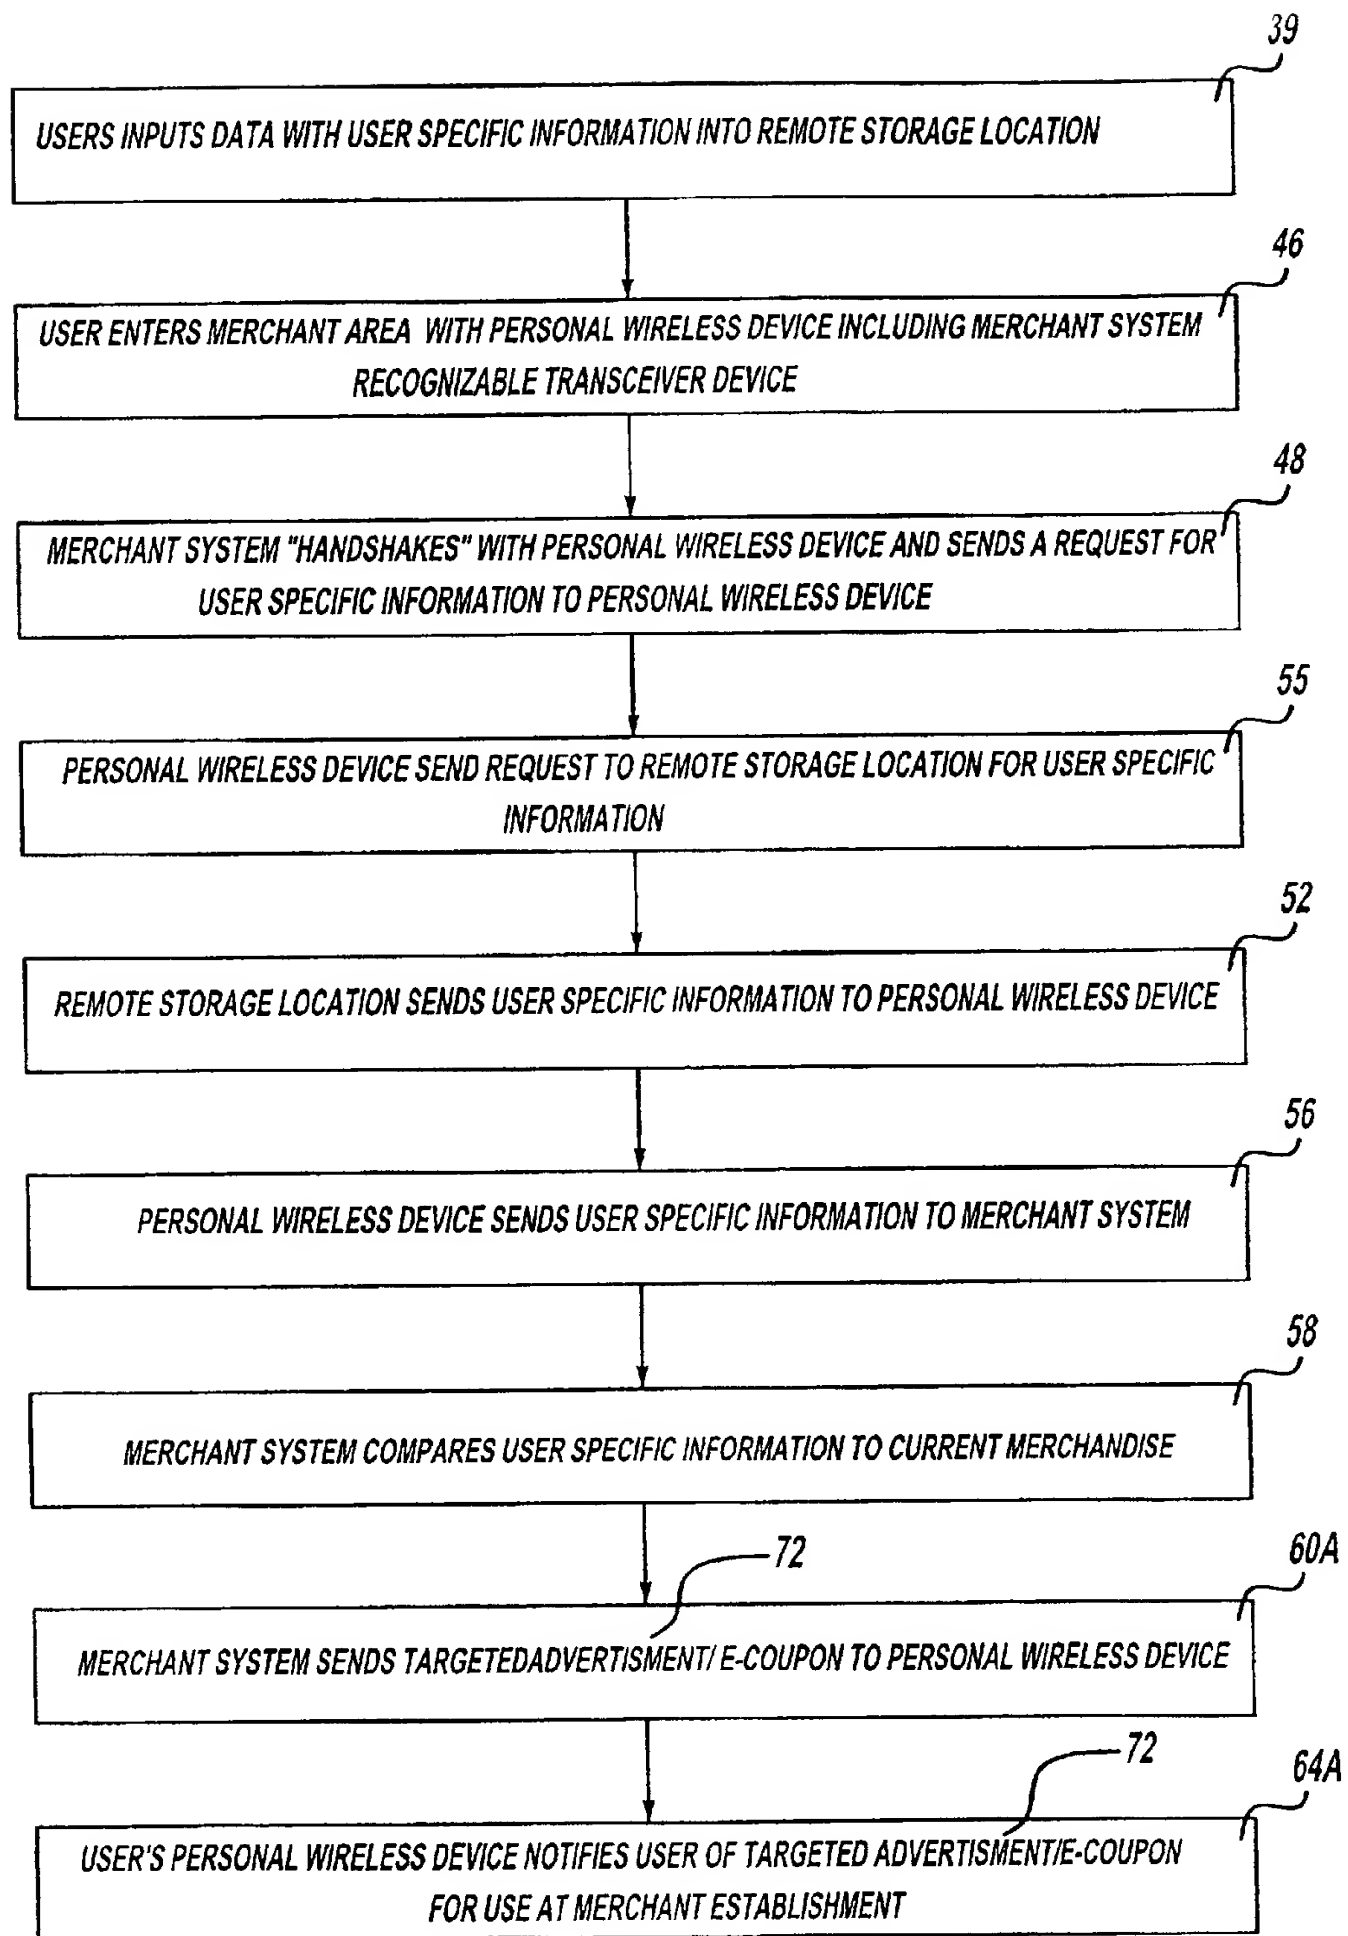 39
USERS INPUTS DATA WITH USER SPECIFIC INFORMATION INTO REMOTE STORAGE LOCATION
46
USER ENTERS MERCHANT AREA WITH PERSONAL WIRELESS DEVICE INCLUDING MERCHANT SYSTEM
RECOGNIZABLE TRANSCEIVER DEVICE
48
MERCHANT SYSTEM "HANDSHAKES" WITH PERSONAL WIRELESS DEVICE AND SENDS A REQUEST FOR
USER SPECIFIC INFORMATION TO PERSONAL WIRELESS DEVICE
55
PERSONAL WIRELESS DEVICE SEND REQUEST TO REMOTE STORAGE LOCATION FOR USER SPECIFIC
INFORMATION
52
REMOTE STORAGE LOCATION SENDS USER SPECIFIC INFORMATION TO PERSONAL WIRELESS DEVICE
56
PERSONAL WIRELESS DEVICE SENDS USER SPECIFIC INFORMATION TO MERCHANT SYSTEM
58
MERCHANT SYSTEM COMPARES USER SPECIFIC INFORMATION TO CURRENT MERCHANDISE
72
60A
MERCHANT SYSTEM SENDS TARGETEDADVERTISMENT/ E-COUPON TO PERSONAL WIRELESS DEVICE
72
64A
USER'S PERSONAL WIRELESS DEVICE NOTIFIES USER OF TARGETED ADVERTISMENT/E-COUPON
FOR USE AT MERCHANT ESTABLISHMENT